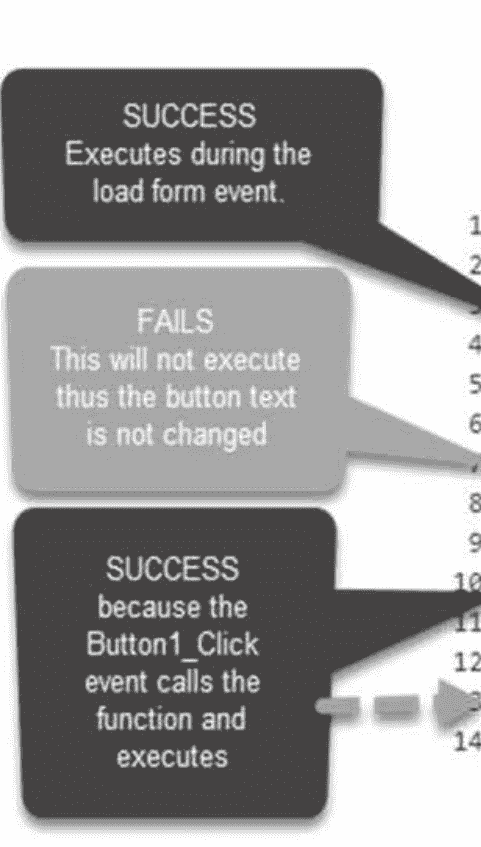 SUCCESS
Executes during the
load form event.
1
2
FAILS
This will not execute
thus the button text
is not changed
4
5
6
8
9
SUCCESS
because the
Button1_Click
event calls the
function and
executes
10
11
12
14